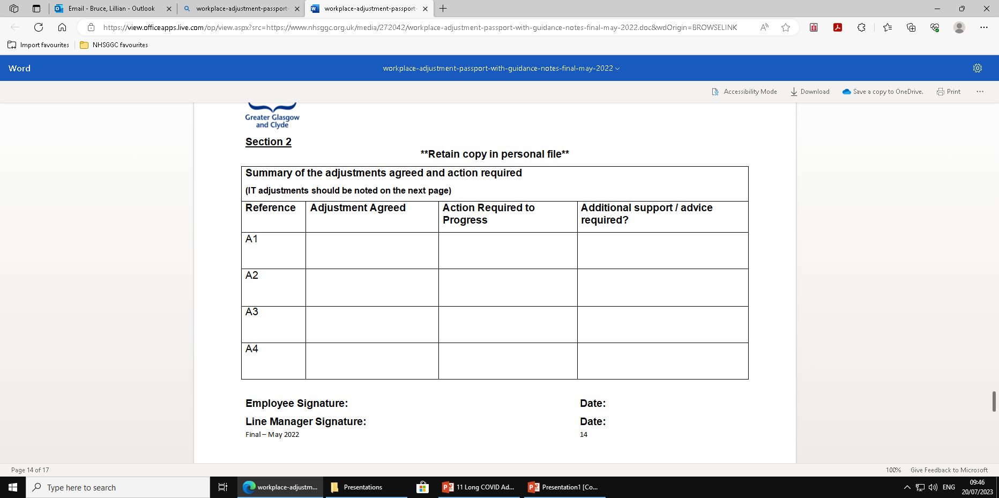 Email - Bruce, Lillian - Outlook
workplace-adjustment-passport-
workplace-adjustment-passport-
https://view.officeapps.live.com/op/view.aspx?src=https://www.nhsggc.org.uk/media/272042/workplace-adjustment-passport-with-guidance-notes-final-may-2022.doc&wdOrigin=BROWSELINK
Import favourites
NHSGGC favourites
Word
workplace-adjustment-passport-with-guidance-notes-final-may-2022
Accessibility Mode
Download
Save a copy to OneDrive.
Print
Greater Glasgow
and Clyde
Section 2
**Retain copy in personal file**
Summary of the adjustments agreed and action required
(IT adjustments should be noted on the next page)
Reference
Adjustment Agreed
Action Required to
Progress
Additional support / advice
required?
A1
A2
A3
A4
Employee Signature:
Date:
Line Manager Signature:
Date:
Final – May 2022
14
Page 14 of 17
100%
Give Feedback to Microsoft
Type here to search
workplace-adjustm...
Presentations
11 Long COVID Ad...
Presentation1 [Co...
ENG
09:46
20/07/2023